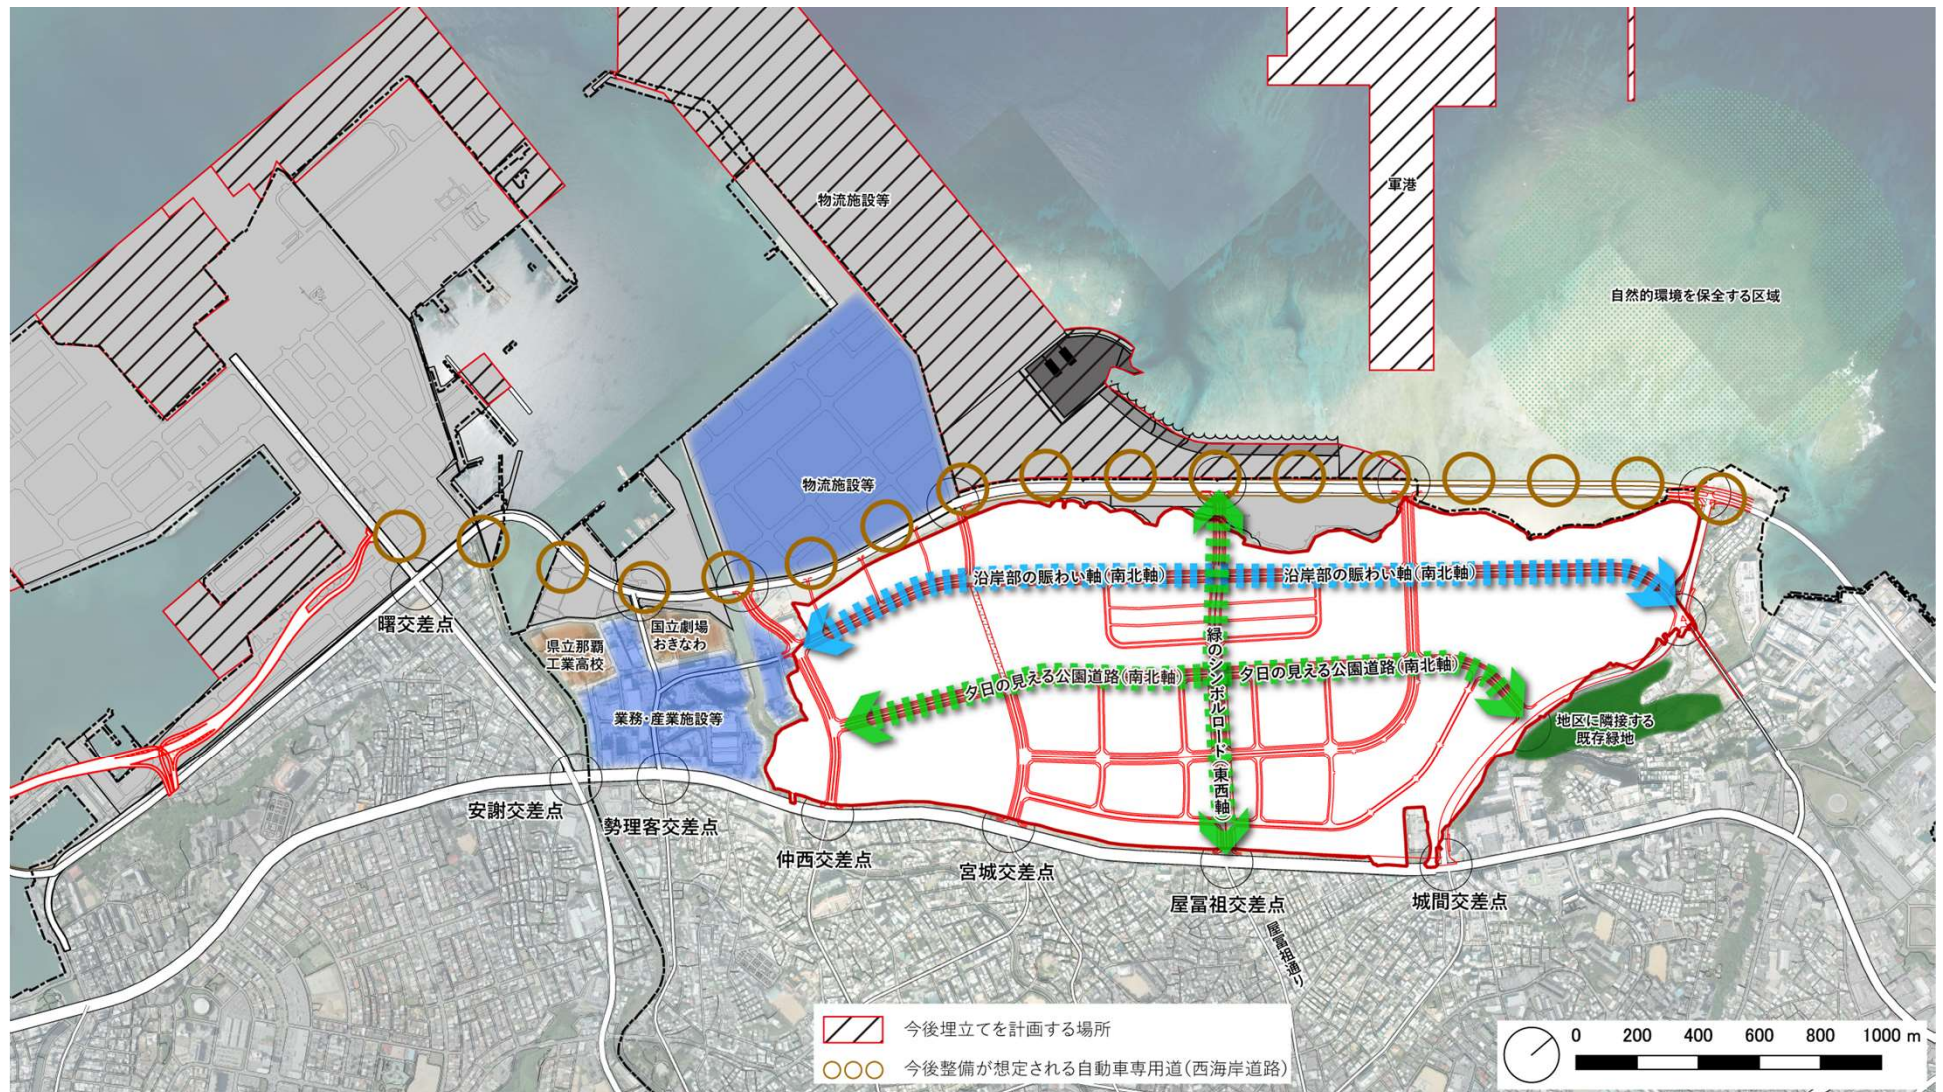 物流施設等
軍港
自然的環境を保全する区域
物流施設等
沿岸部の賑わい軸(南北軸)
沿岸部の賑わい軸(南北軸)
曙交差点
県立那覇
工業高校
国立劇場
おきなわ
緑のシンボルロード(東西軸)
夕日の見える公園道路(南北軸)
夕日の見える公園道路(南北軸)
業務・産業施設等
地区に隣接する
既存緑地
安謝交差点
勢理客交差点
仲西交差点
宮城交差点
屋冨祖交差点
城間交差点
屋冨祖通り
今後埋立てを計画する場所
今後整備が想定される自動車専用道(西海岸道路)
0 200 400 600 800 1000 m